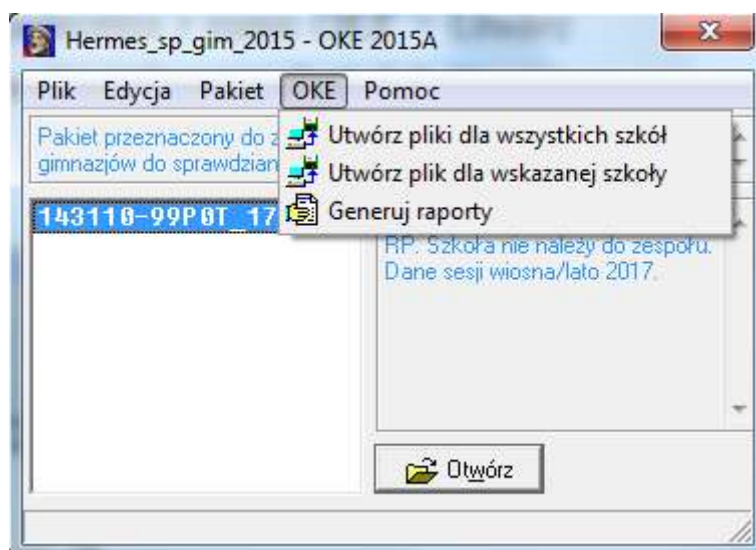 Hermes_sp_gim_2015 - OKE 2015A
Plik Edycja Pakiet OKE Pomoc
Pakiet przeznaczony do
gimnazjów do
Utwórz pliki dla wszystkich szkół
Utwórz plik dla wskazanej szkoły
Generuj raporty
143110-99P0T_17
RP. Szkoła nie należy do zespołu.
Dane sesji wiosna/lato 2017.
Otwórz